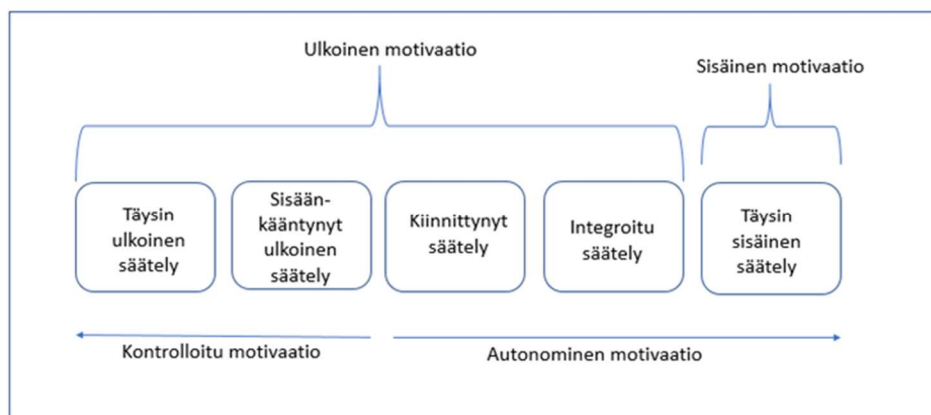 Ulkoinen motivaatio
Sisäinen motivaatio
Täysin
ulkoinen
säätely
Sisään-
kääntynyt
ulkoinen
säätely
Kiinnittynyt
säätely
Integroitu
säätely
Täysin
sisäinen
säätely
Kontrolloitu motivaatio
Autonominen motivaatio